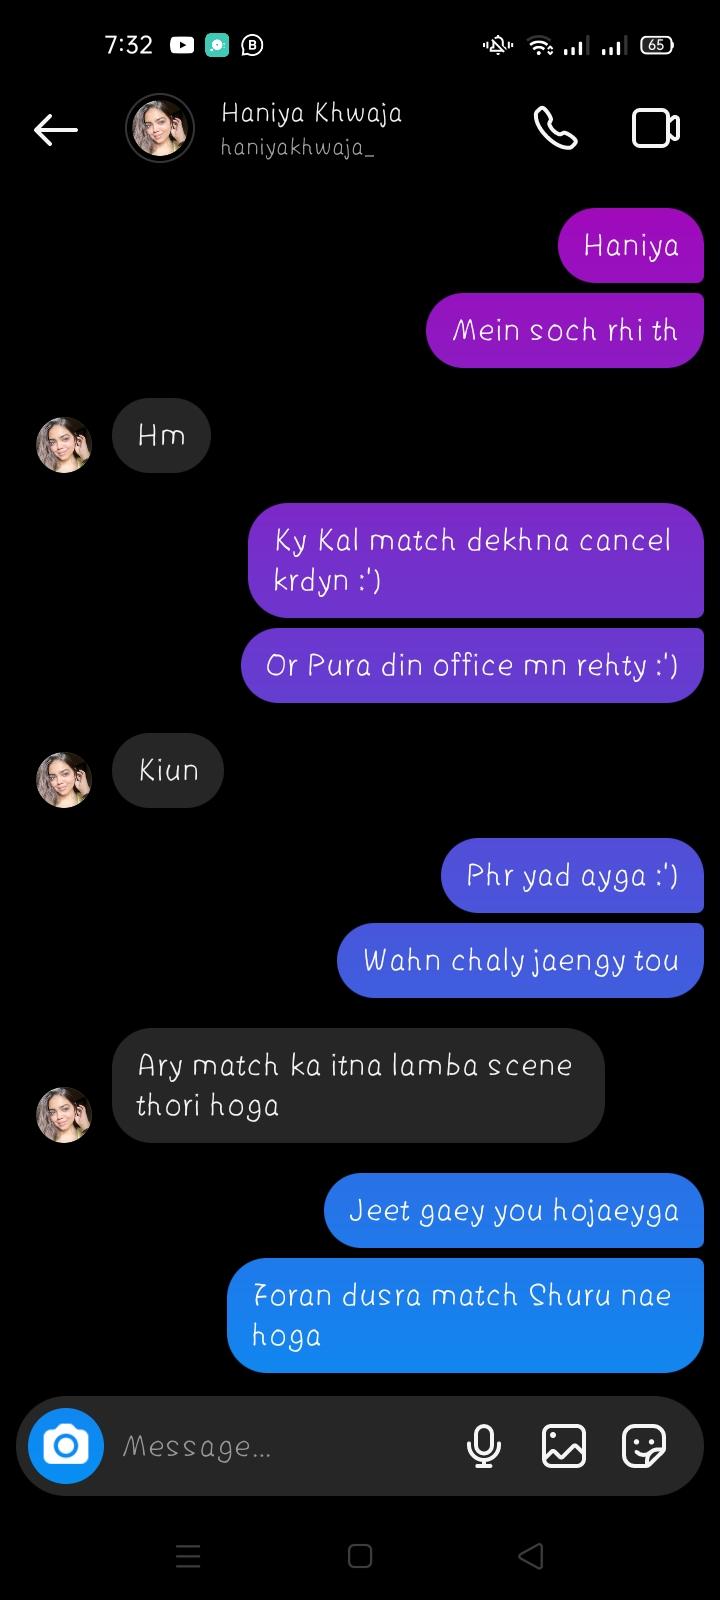 7:32
B
65
Haniya Khwaja
haniyakhwaja_
Haniya
Mein soch rhi th
Hm
Ky Kal match dekhna cancel
krdyn :')
Or Pura din office mn rehty :')
Kiun
Phr yad ayga :')
Wahn chaly jaengy tou
Ary match ka itna lamba scene
thori hoga
Jeet gaey you hojaeyga
Foran dusra match Shuru nae
hoga
Message...